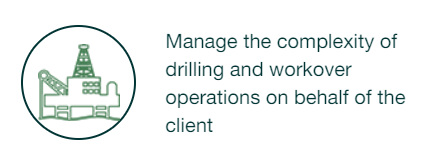 Manage the complexity of
drilling and workover
operations on behalf of the
client